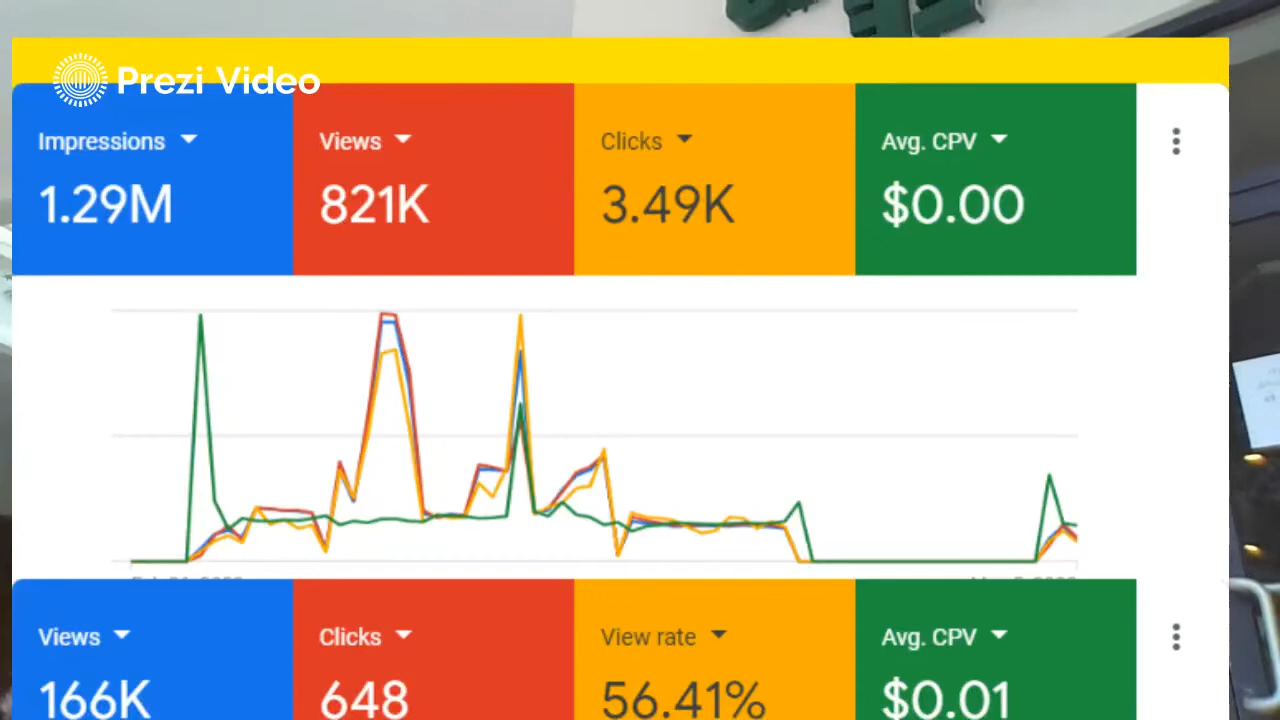 Prezi Video
Impressions
Views
Clicks
Avg. CPV
1.29M
821K
3.49K
$0.00
Views
Clicks
View rate
Avg. CPV
166K
648
56.41%
$0.01